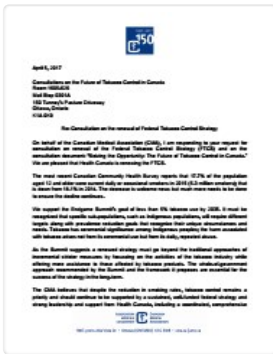 150
April 5, 2017
Consultations on the Future of Tobacco Control in Canada
Health Canada
Ottawa, Ontario
K1A 0K9
Re: Consultation on the renewal of Federal Tobacco Control Strategy
On behalf of the Canadian Medical Association (CMA), I am responding to your request for
consultation on renewal of the Federal Tobacco Control Strategy (FTCS) and on the
consultation document "Seizing the Opportunity: The Future of Tobacco Control in Canada."
We are pleased that Health Canada is renewing the FTCS.
The most recent Canadian Community Health Survey reports that 17.7% of the population
aged 12 and older were current daily or occasional smokers in 2015 (5.3 million smokers); that
is down from 18.1% in 2014. The decrease is welcome news but much more needs to be done
to ensure the decline continues.
We support the Endgame Summit's goal of less than 5% tobacco use by 2035. It must be
recognized that specific sub-populations, such as Indigenous populations, will require different
targets along with prevalence reduction goals that recognize their unique circumstances and
needs. Tobacco has ceremonial significance among Indigenous peoples; the harm associated
with tobacco arises not from its ceremonial use but from its daily, repeated abuse.
As the Summit suggests a renewed strategy must go beyond the traditional approaches of
incremental stricter measures by focusing on the activities of the tobacco industry while
offering more assistance to those affected by tobacco products. The whole-of-government
approach recommended by the Summit and the framework it proposes are essential for the
success of the strategy in the long-term.
The CMA believes that despite the reduction in smoking rates, tobacco control remains a
priority and should continue to be supported by a sustained, well-funded federal strategy and
strong leadership and support from Health Canada, including a coordinated, comprehensive